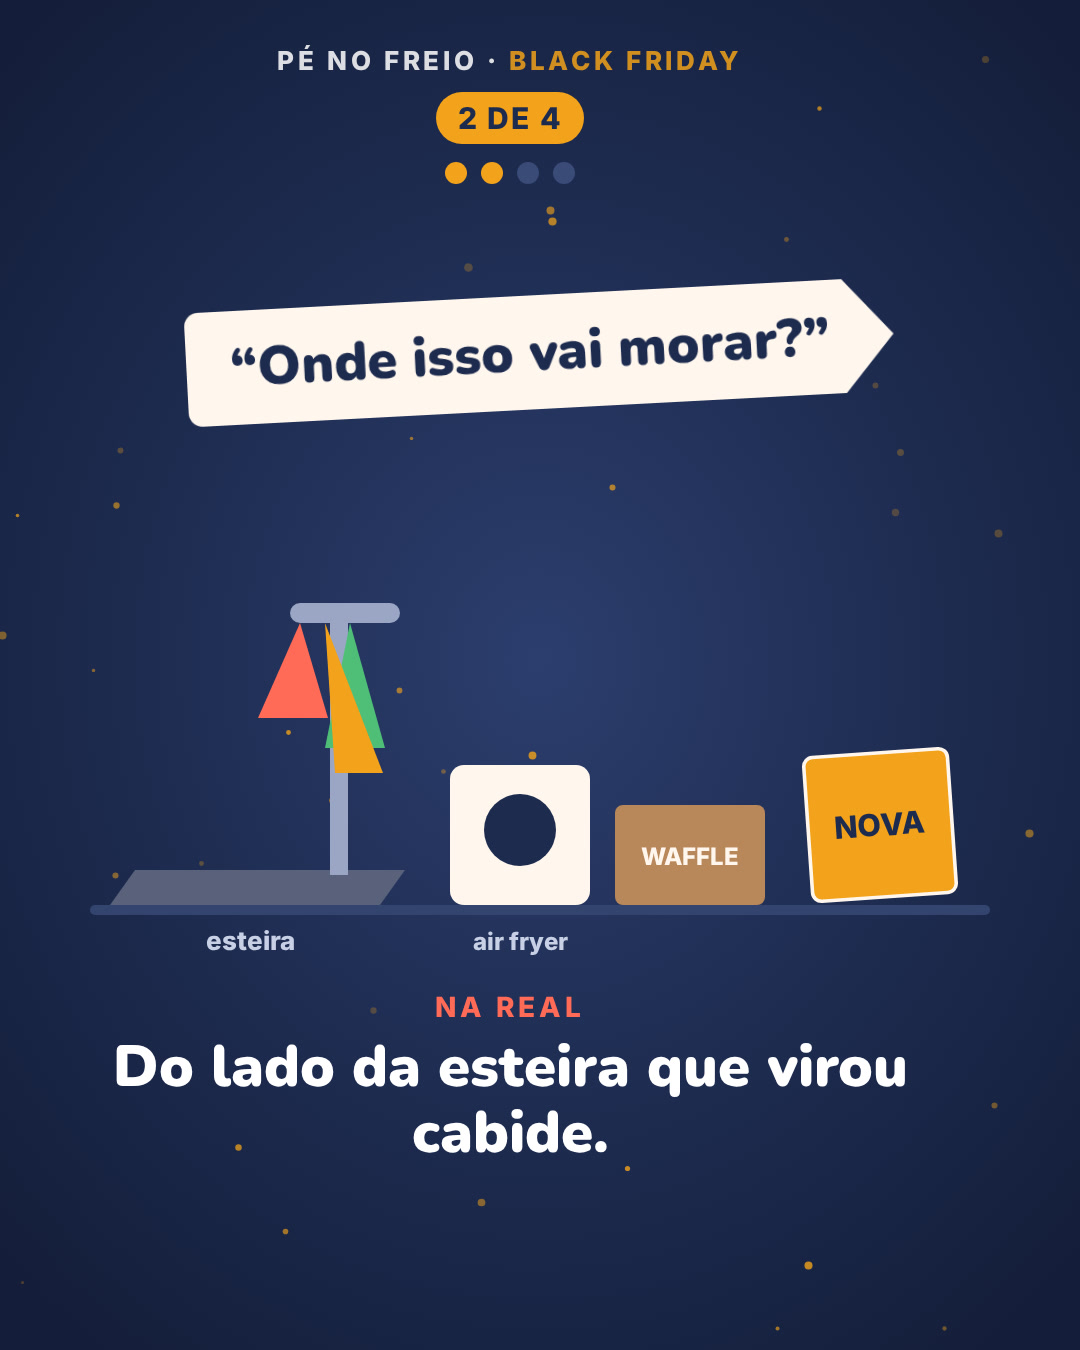 PÉ NO FREIO · BLACK FRIDAY
2 DE 4
“Onde isso vai morar?”
WAFFLE
NOVA
esteira
air fryer
NA REAL
Do lado da esteira que virou
cabide.